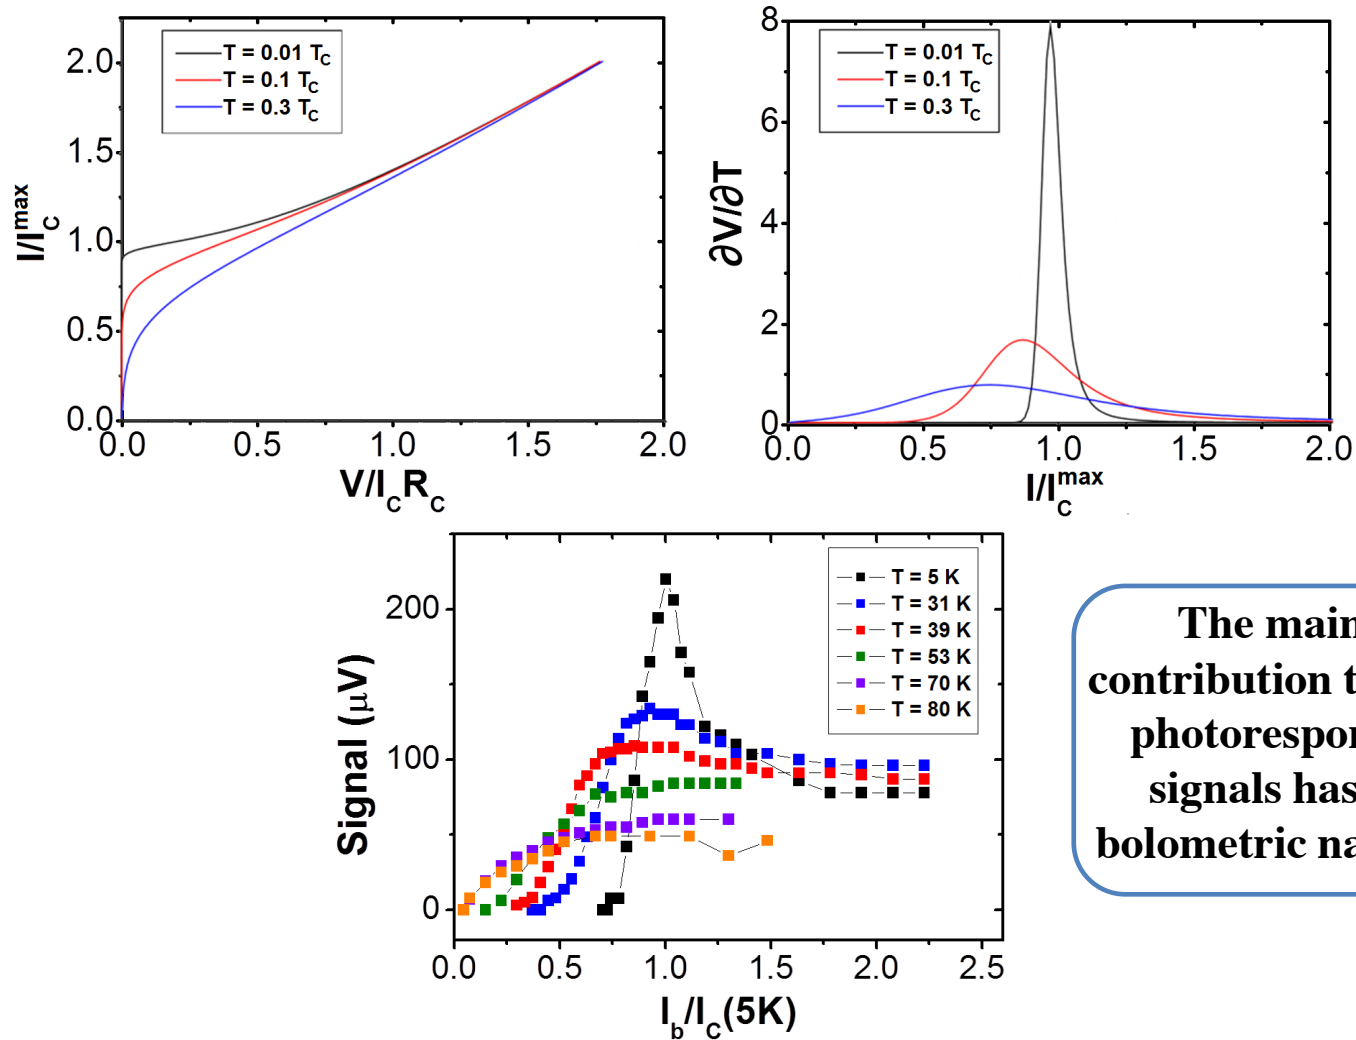 I/I_C^max
2.0
1.5
1.0
0.5
0.0
T = 0.01 T_C
T = 0.1 T_C
T = 0.3 T_C
0.0 0.5 1.0 1.5 2.0
V/I_C R_C
∂V/∂T
8
6
4
2
0
T = 0.01 T_C
T = 0.1 T_C
T = 0.3 T_C
0.0 0.5 1.0 1.5 2.0
I/I_C^max
Signal (μV)
200
100
0
T = 5 K
T = 31 K
T = 39 K
T = 53 K
T = 70 K
T = 80 K
0.0 0.5 1.0 1.5 2.0 2.5
I_b/I_C(5K)
The main
contribution t
photorespon
signals has
bolometric na